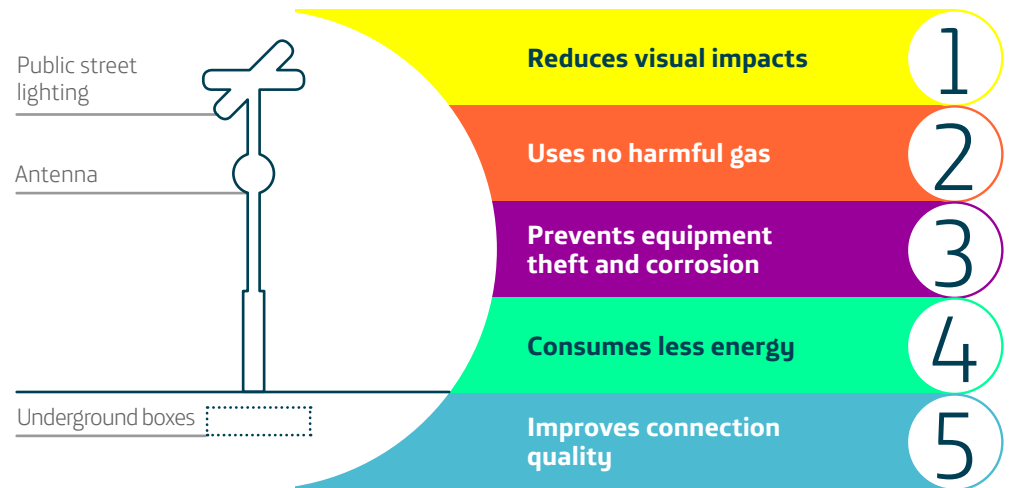 Public street
lighting
Antenna
Underground boxes
Reduces visual impacts
1
Uses no harmful gas
2
Prevents equipment
theft and corrosion
3
Consumes less energy
4
Improves connection
quality
5